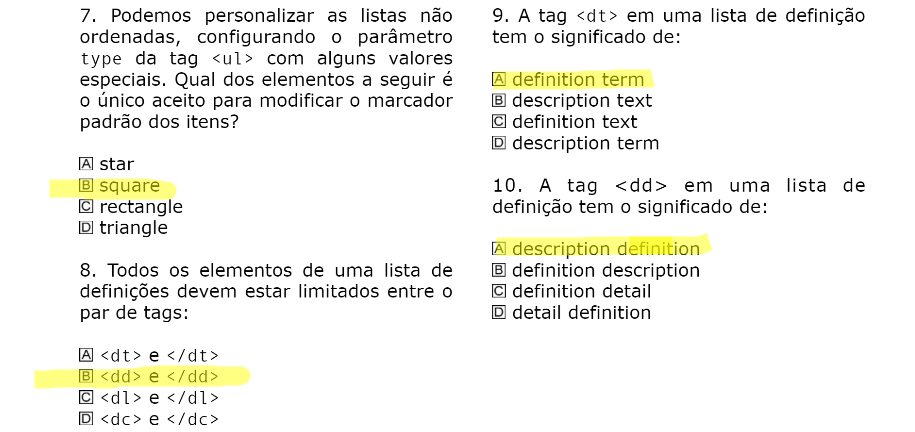 7. Podemos personalizar as listas não
ordenadas, configurando o parâmetro
type da tag <ul> com alguns valores
especiais. Qual dos elementos a seguir é
o único aceito para modificar o marcador
padrão dos itens?
A star
B square
C rectangle
D triangle
8. Todos os elementos de uma lista de
definições devem estar limitados entre o
par de tags:
A <dt> e </dt>
B <dd> e </dd>
C <dl> e </dl>
D <dc> e </dc>
9. A tag <dt> em uma lista de definição
tem o significado de:
A definition term
B description text
C definition text
D description term
10. A tag <dd> em uma lista de
definição tem o significado de:
A description definition
B definition description
C definition detail
D detail definition